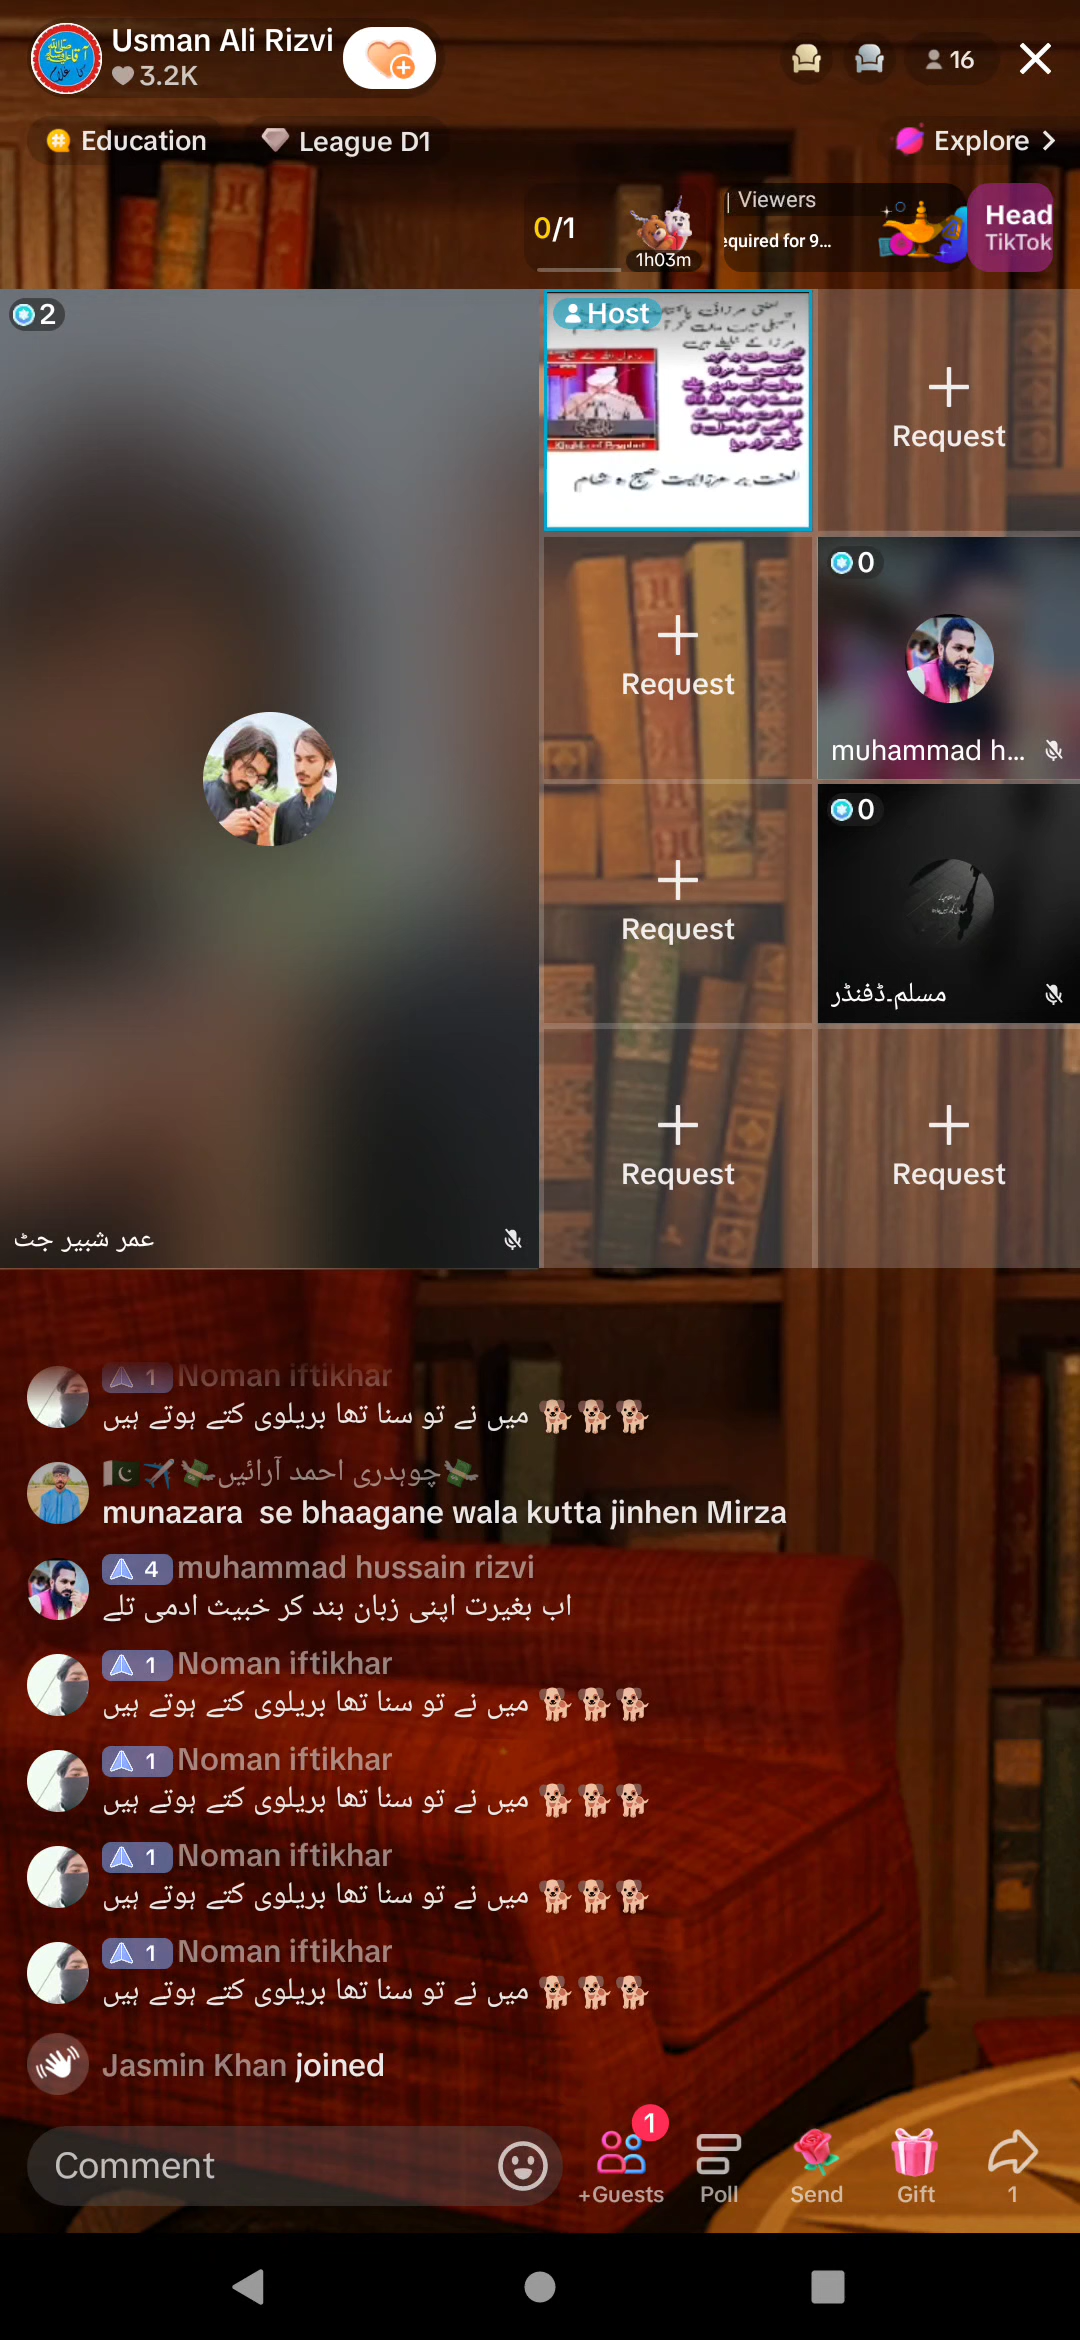 Usman Ali Rizvi
3.2K
16
Education
League D1
Explore
0/1
1h03m
Viewers
equired for 9...
Head
TikTok
2
Host
لعنت بر مرزائیت صبح و شام
Request
Request
0
muhammad h...
Request
0
مسلم۔ڈفنڈر
Request
Request
عمر شبیر جٹ
1 Noman iftikhar
میں نے تو سنا تھا بریلوی کتے ہوتے ہیں 🐕🐕🐕
🇵🇰✈️💸چوہدری احمد آرائیں💸
munazara se bhaagane wala kutta jinhen Mirza
4 muhammad hussain rizvi
اب بغیرت اپنی زبان بند کر خبیث ادمی تلے
1 Noman iftikhar
میں نے تو سنا تھا بریلوی کتے ہوتے ہیں 🐕🐕🐕
1 Noman iftikhar
میں نے تو سنا تھا بریلوی کتے ہوتے ہیں 🐕🐕🐕
1 Noman iftikhar
میں نے تو سنا تھا بریلوی کتے ہوتے ہیں 🐕🐕🐕
1 Noman iftikhar
میں نے تو سنا تھا بریلوی کتے ہوتے ہیں 🐕🐕🐕
Jasmin Khan joined
Comment
1
+Guests
Poll
Send
Gift
1